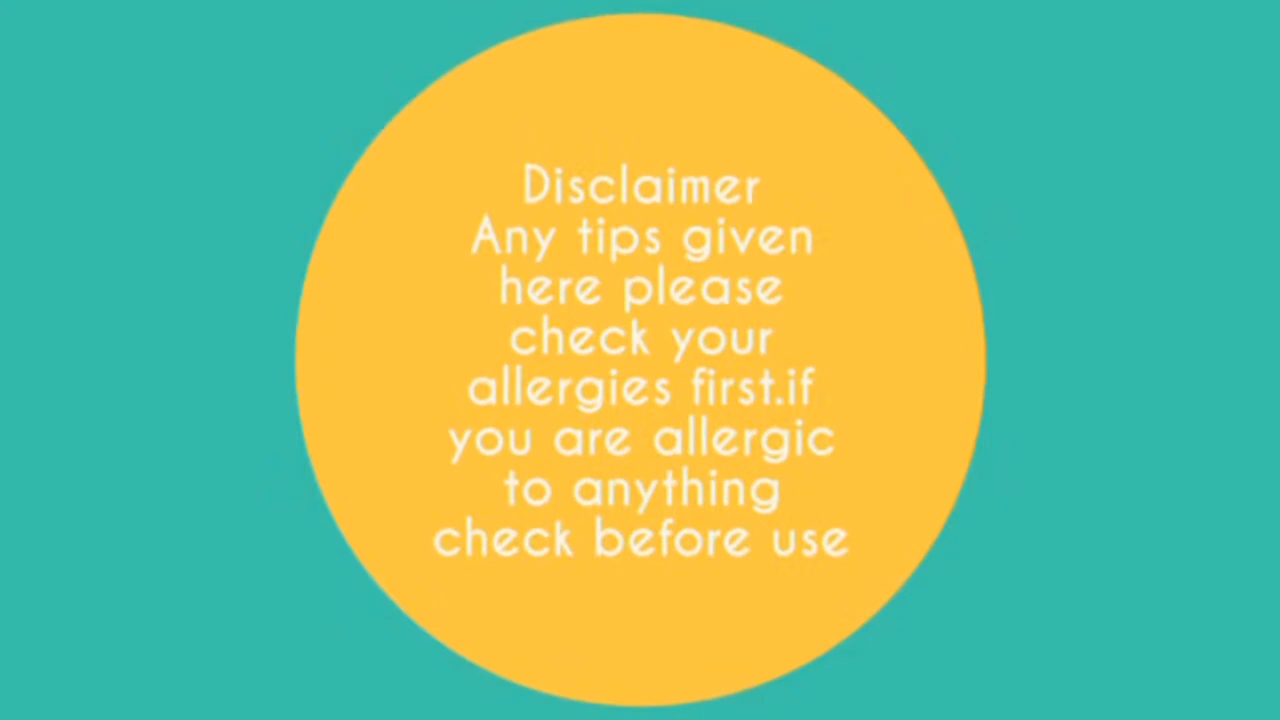 Disclaimer
Any tips given
here please
check your
allergies first.if
you are allergic
to anything
check before use